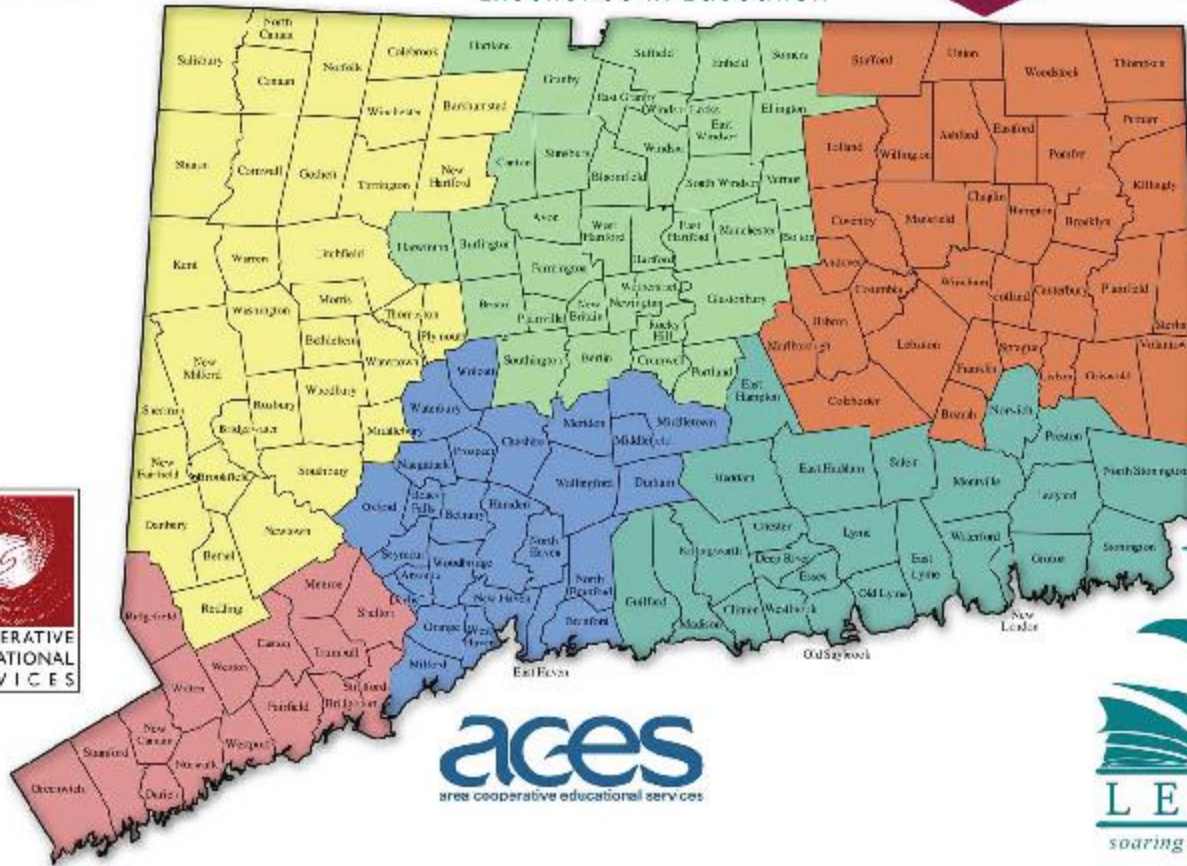 North
Canaan
Salisbury
Canaan
Norfolk
Colebrook
Hartland
Granby
Suffield
Enfield
Somers
Stafford
Union
Woodstock
Thompson
Winchester
Barkhamsted
East Granby
Windsor Locks
East
Windsor
Ellington
Putnam
Sharon
Cornwall
Goshen
Torrington
New
Hartford
Canton
Simsbury
Bloomfield
Windsor
South Windsor
Vernon
Tolland
Willington
Ashford
Eastford
Pomfret
Killingly
Kent
Warren
Litchfield
Harwinton
Burlington
Avon
West
Hartford
East
Hartford
Manchester
Bolton
Coventry
Mansfield
Chaplin
Hampton
Brooklyn
Washington
Morris
Farmington
Hartford
Glastonbury
Andover
Columbia
Windham
Scotland
Canterbury
Plainfield
Bethlehem
Thomaston
Plymouth
Bristol
Plainville
New
Britain
Newington
Rocky
Hill
Hebron
Lebanon
Sprague
New
Milford
Watertown
Woodbury
Wolcott
Southington
Berlin
Cromwell
Portland
East
Hampton
Marlborough
Colchester
Franklin
Bozrah
Lisbon
Griswold
Norwich
Sherman
Roxbury
Bridgewater
Middlebury
Waterbury
Cheshire
Meriden
Middletown
Middlefield
Preston
New
Fairfield
Brookfield
Southbury
Naugatuck
Prospect
Wallingford
Durham
Haddam
East Haddam
Salem
Montville
Ledyard
North Stonington
Danbury
Bethel
Newtown
Oxford
Beacon
Falls
Bethany
Hamden
North
Haven
Killingworth
Chester
Deep River
Essex
Lyme
East
Lyme
Waterford
Groton
Stonington
Redding
Seymour
Ansonia
Derby
Woodbridge
New Haven
North
Branford
Branford
Guilford
Madison
Clinton
Westbrook
Old Lyme
New
London
Ridgefield
Monroe
Shelton
Orange
West
Haven
Milford
East Haven
Old Saybrook
Wilton
Weston
Easton
Trumbull
Stratford
Bridgeport
Fairfield
Westport
Norwalk
New
Canaan
Stamford
Darien
Greenwich
ERATIVE
ATIONAL
VICES
aces
area cooperative educational services
L E
soaring